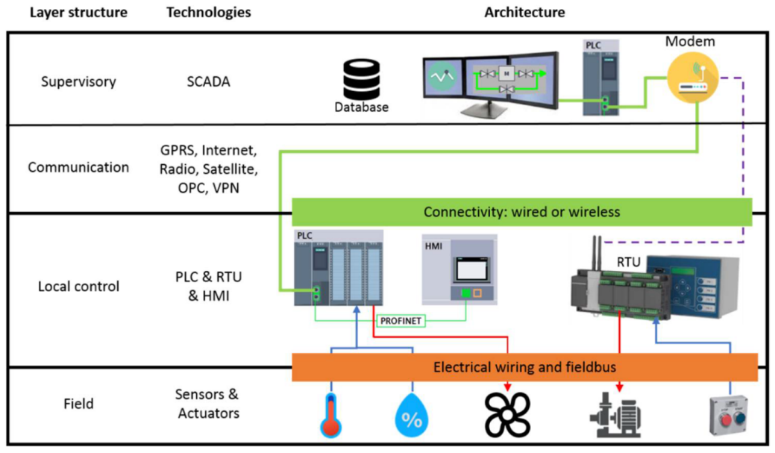 Layer structure
Technologies
Architecture
Supervisory
SCADA
Database
M
PLC
Modem
Communication
GPRS, Internet,
Radio, Satellite,
OPC, VPN
Connectivity: wired or wireless
Local control
PLC & RTU
& HMI
PLC
HMI
PROFINET
RTU
Electrical wiring and fieldbus
Field
Sensors &
Actuators
%